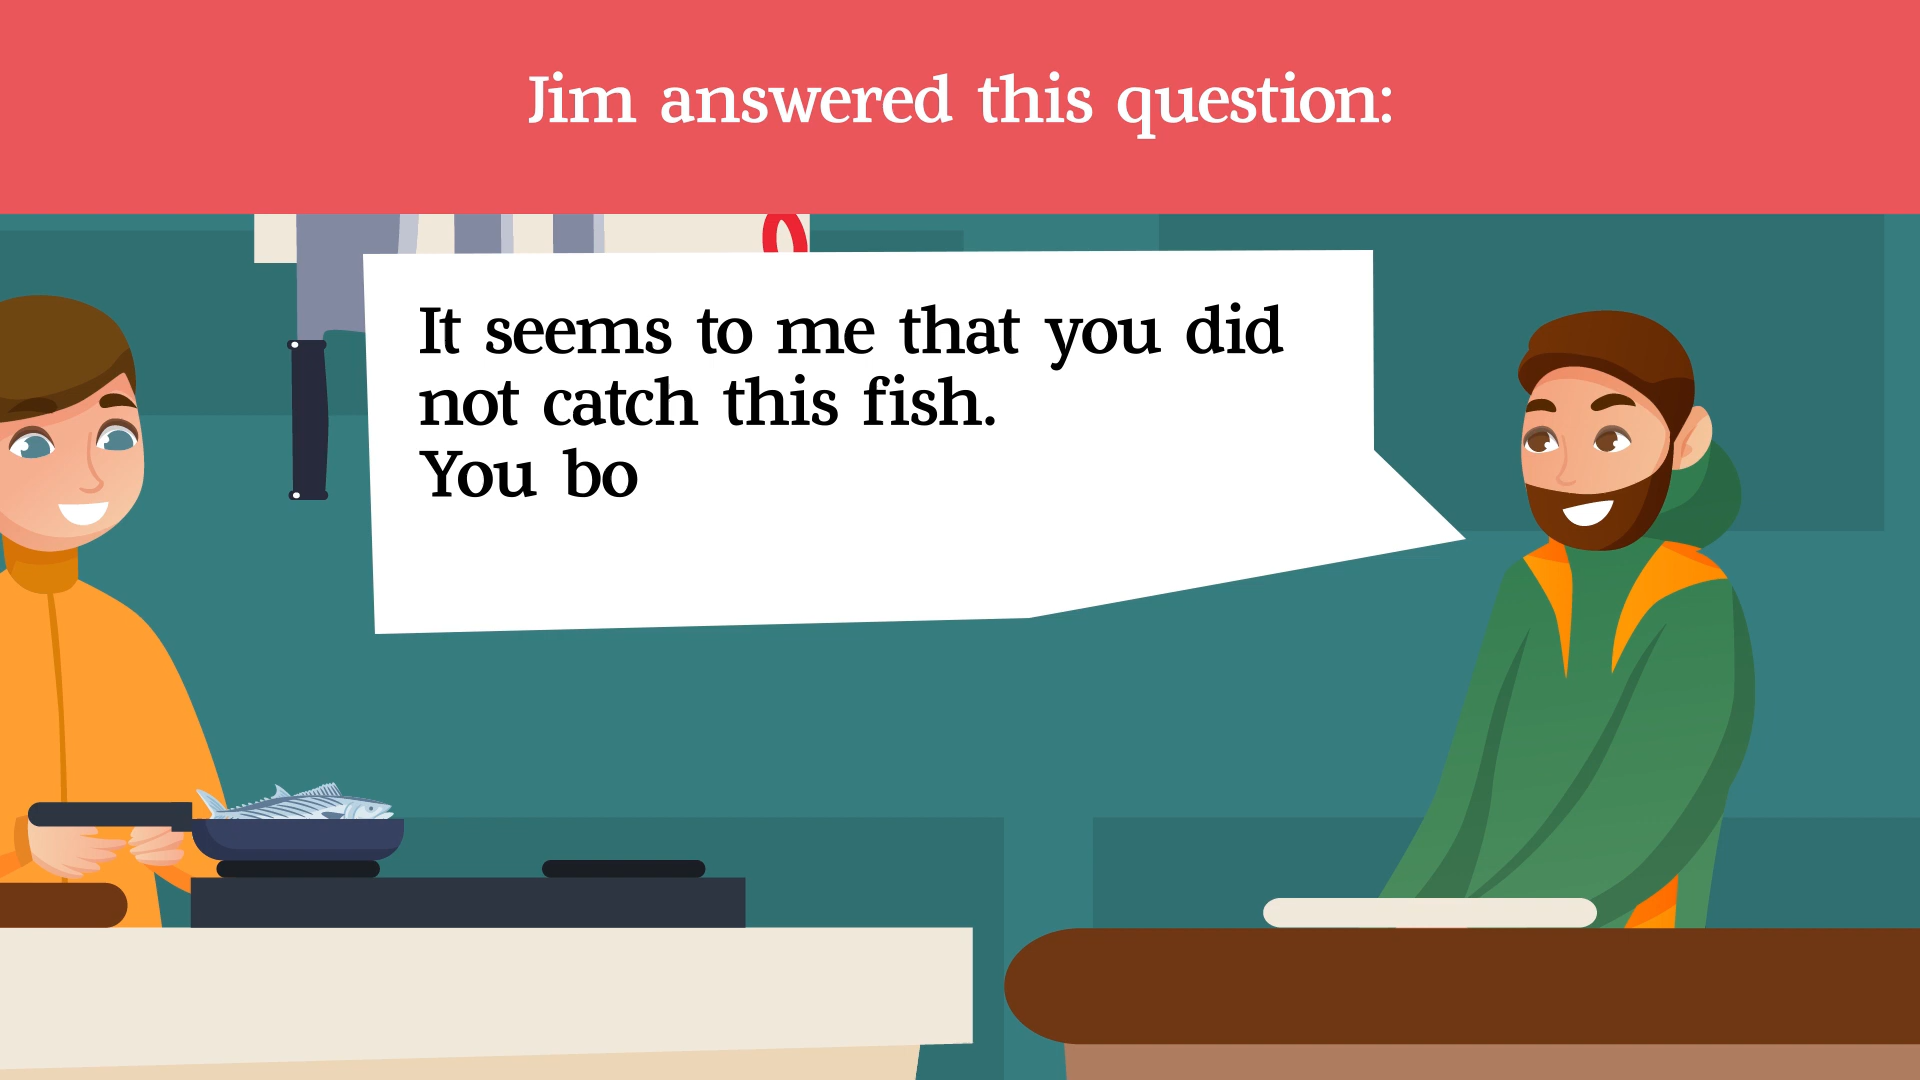 Jim answered this question:
It seems to me that you did
not catch this fish.
You bo